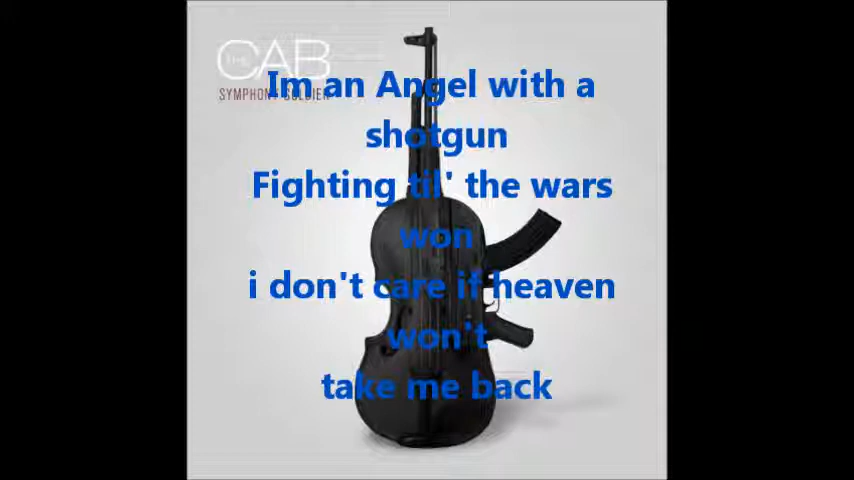 THE CAB
SYMPHONY SOLDIER
Im an Angel with a
shotgun
Fighting til' the wars
won
i don't care if heaven
won't
take me back